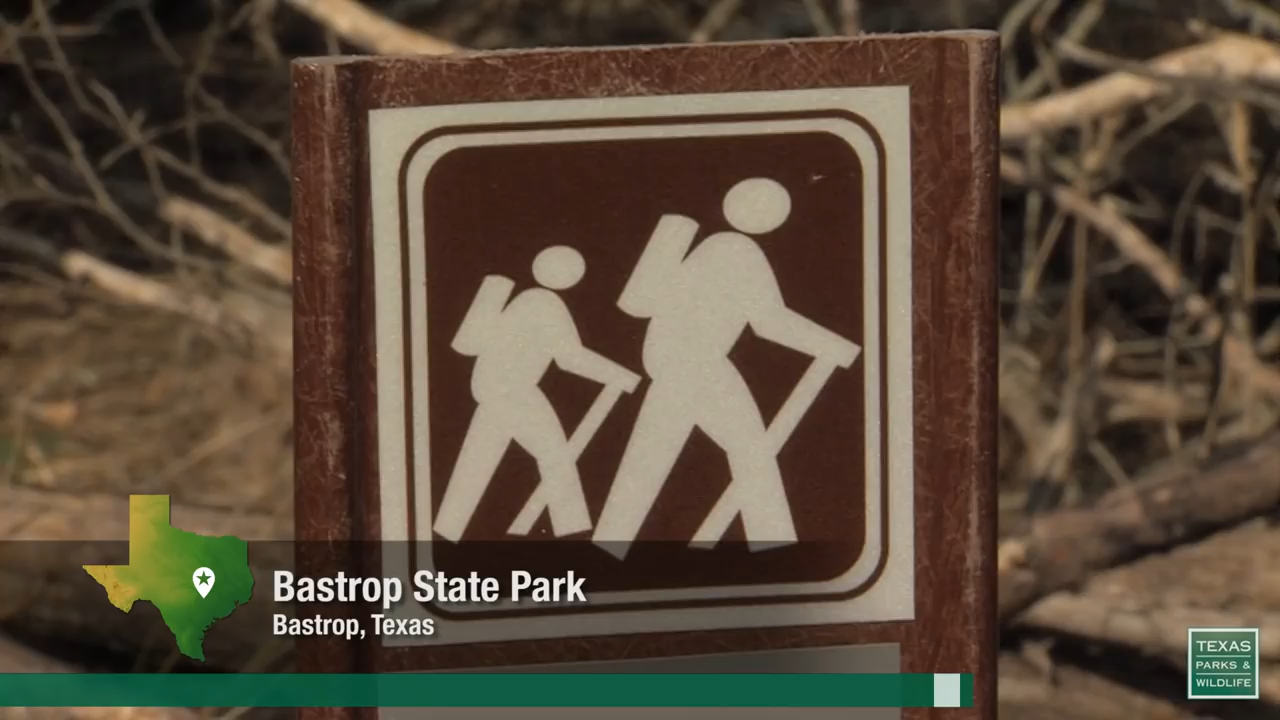 Bastrop State Park
Bastrop, Texas
TEXAS
PARKS &
WILDLIFE